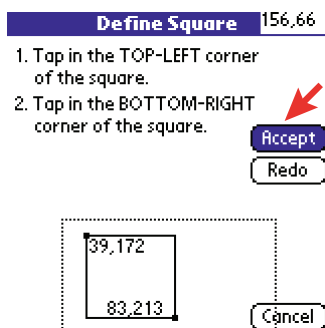 Define Square 156,66
1. Tap in the TOP-LEFT corner
of the square.
2. Tap in the BOTTOM-RIGHT
corner of the square.
Accept
Redo
39,172
83,213
Cancel